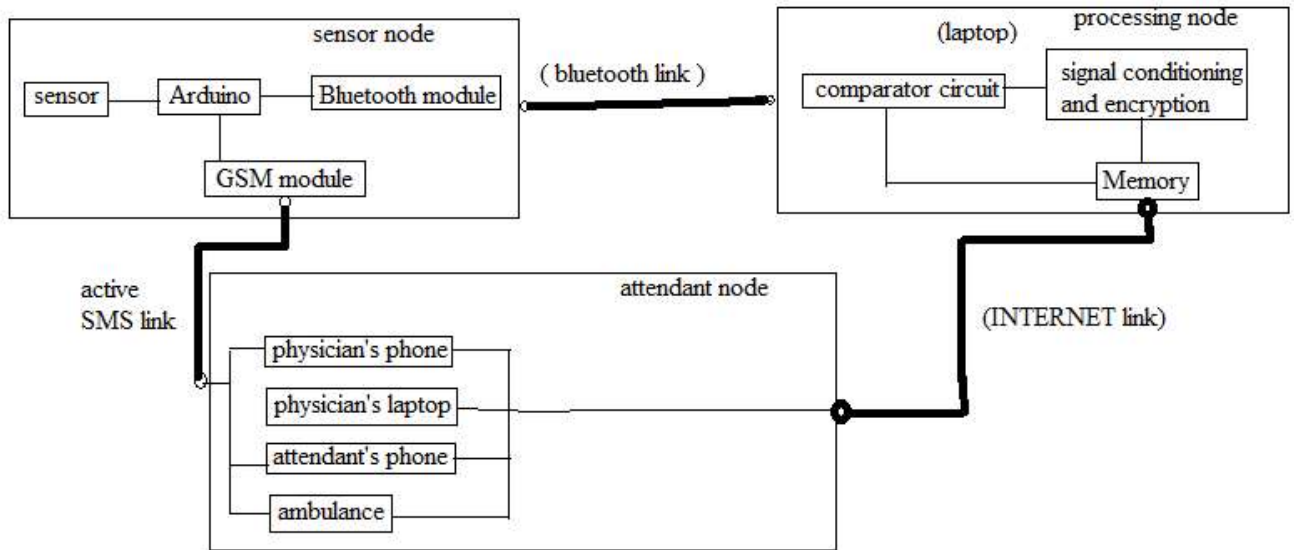 sensor node
sensor
Arduino
Bluetooth module
GSM module
( bluetooth link )
processing node
(laptop)
comparator circuit
signal conditioning
and encryption
Memory
active
SMS link
attendant node
physician's phone
physician's laptop
attendant's phone
ambulance
(INTERNET link)